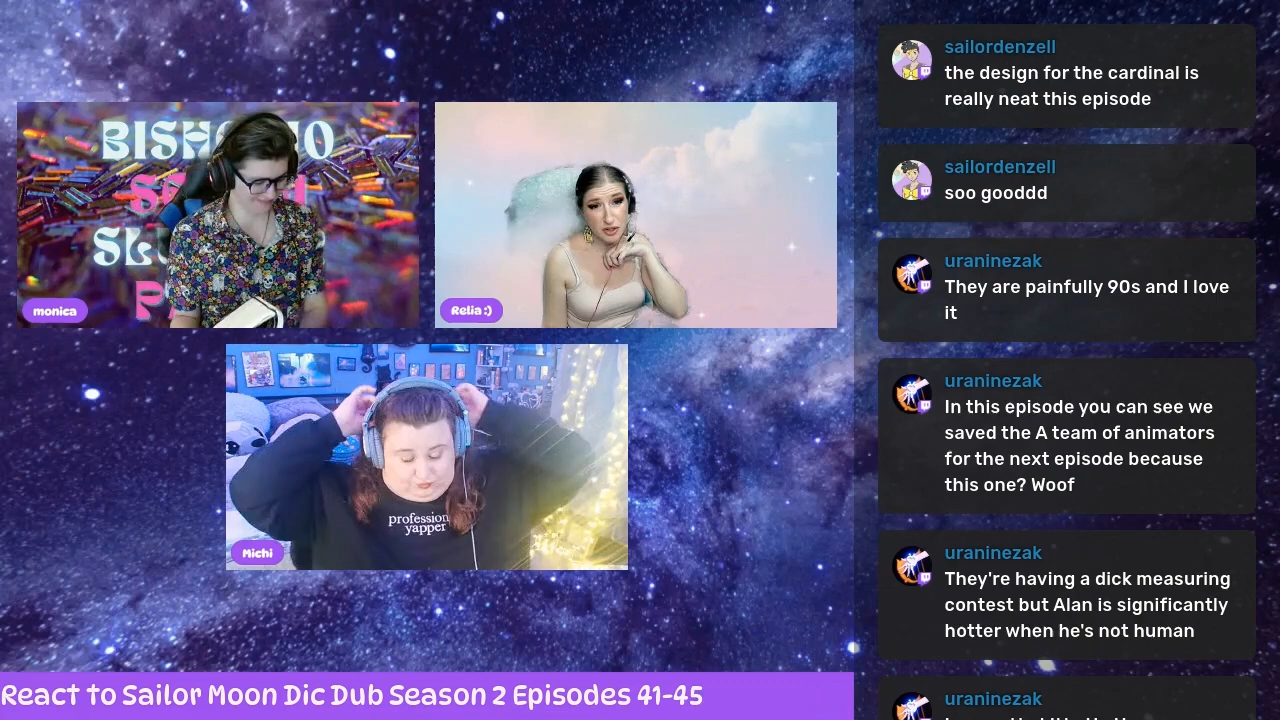 monica
Relia :)
profession
yapper
Michi
React to Sailor Moon Dic Dub Season 2 Episodes 41-45
sailordenzell
the design for the cardinal is
really neat this episode
sailordenzell
soo gooddd
uraninezak
They are painfully 90s and I love
it
uraninezak
In this episode you can see we
saved the A team of animators
for the next episode because
this one? Woof
uraninezak
They're having a dick measuring
contest but Alan is significantly
hotter when he's not human
uraninezak